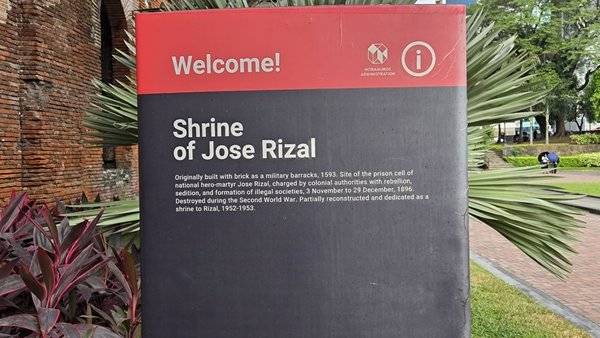 Welcome!
INTRAMUROS
ADMINISTRATION
i
Shrine
of Jose Rizal
Originally built with brick as a military barracks, 1593. Site of the prison cell of
national hero-martyr Jose Rizal, charged by colonial authorities with rebellion,
sedition, and formation of illegal societies, 3 November to 29 December, 1896.
Destroyed during the Second World War. Partially reconstructed and dedicated as a
shrine to Rizal, 1952-1953.